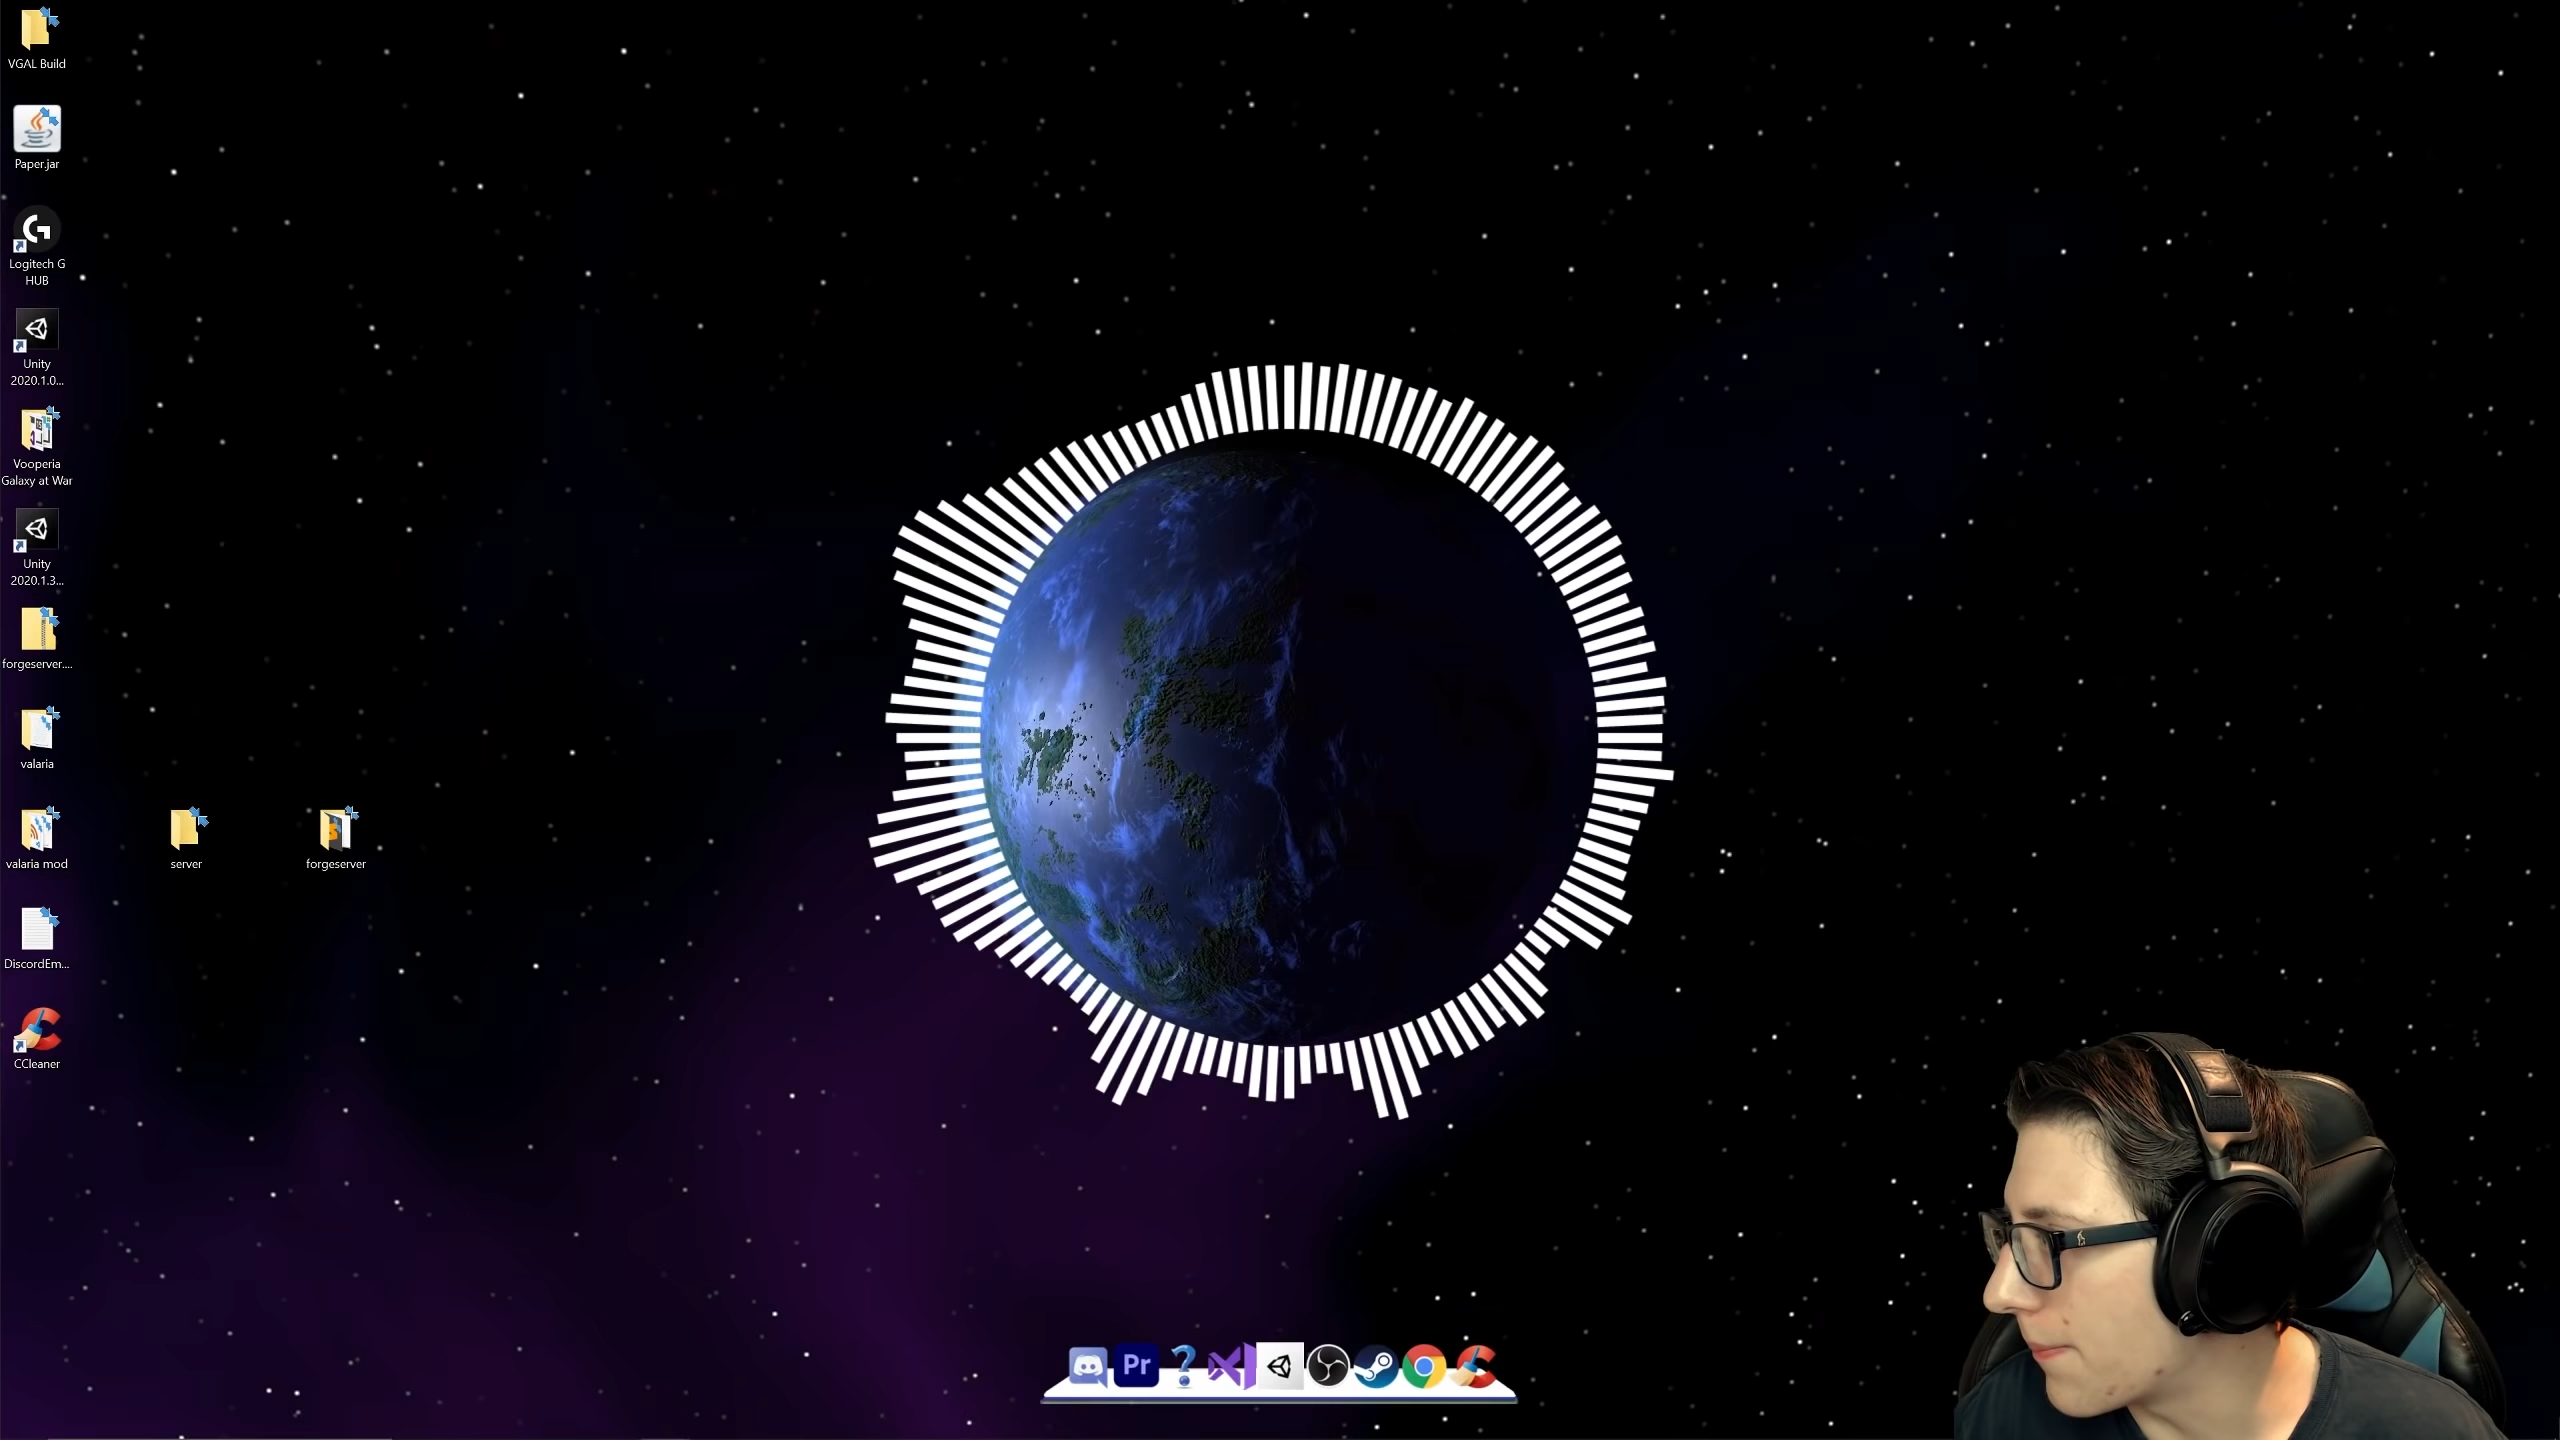 VGAL Build
Paper.jar
Logitech G
HUB
Unity
2020.1.0...
Vooperia
Galaxy at War
Unity
2020.1.3...
forgeserver....
valaria
valaria mod
server
forgeserver
DiscordEm...
CCleaner
Pr